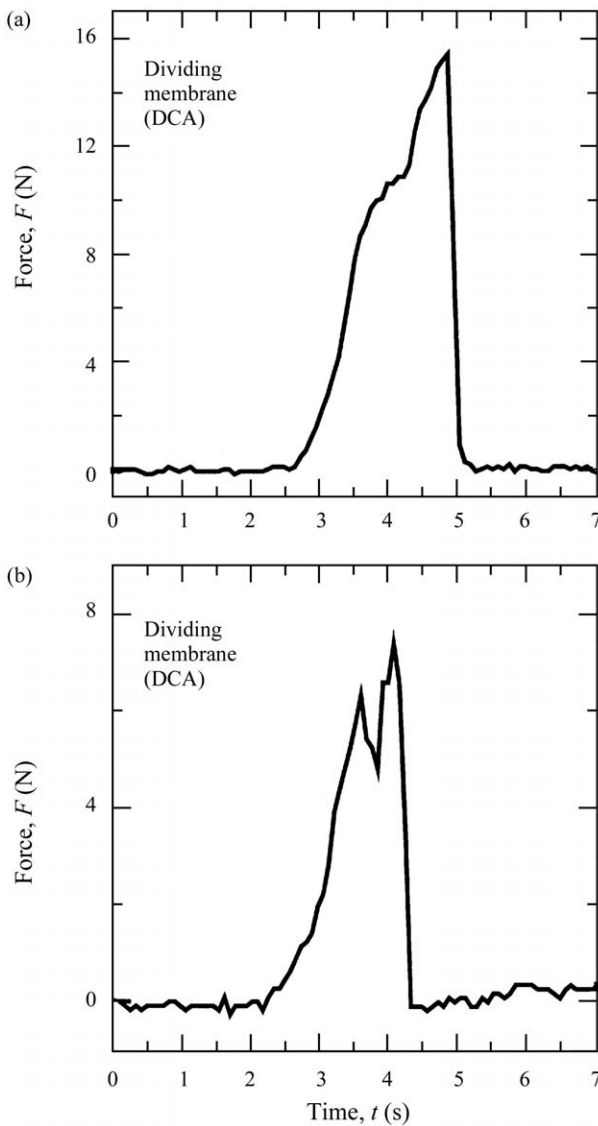 (a)
16
Dividing
membrane
(DCA)
12
Force, F (N)
8
4
0
0 1 2 3 4 5 6 7
(b)
8
Dividing
membrane
(DCA)
Force, F (N)
4
0
0 1 2 3 4 5 6 7
Time, t (s)